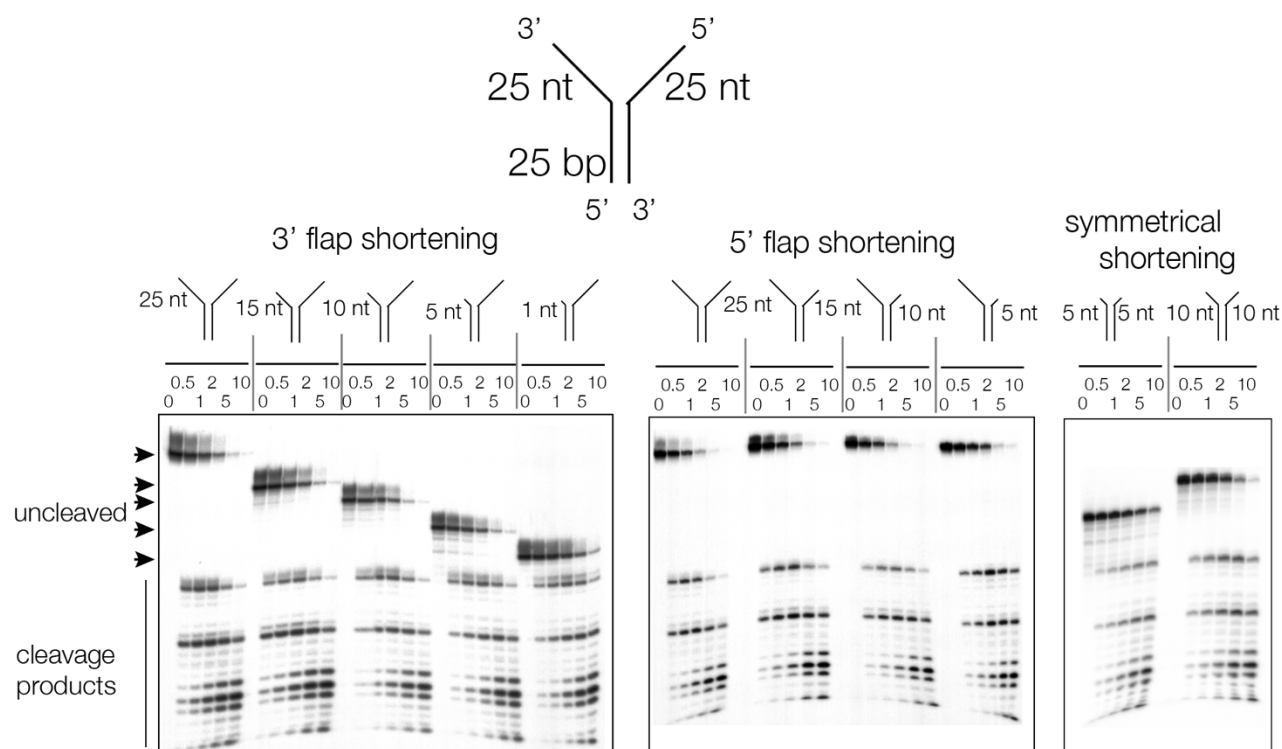 3’ 5’
25 nt 25 nt
25 bp
5’ 3’
3’ flap shortening
25 nt 15 nt 10 nt 5 nt 1 nt
0.5 2 10 0.5 2 10 0.5 2 10 0.5 2 10 0.5 2 10
0 1 5 0 1 5 0 1 5 0 1 5 0 1 5
uncleaved
cleavage
products
5’ flap shortening
25 nt 15 nt 10 nt 5 nt
0.5 2 10 0.5 2 10 0.5 2 10 0.5 2 10
0 1 5 0 1 5 0 1 5 0 1 5
symmetrical
shortening
5 nt 5 nt 10 nt 10 nt
0.5 2 10 0.5 2 10
0 1 5 0 1 5